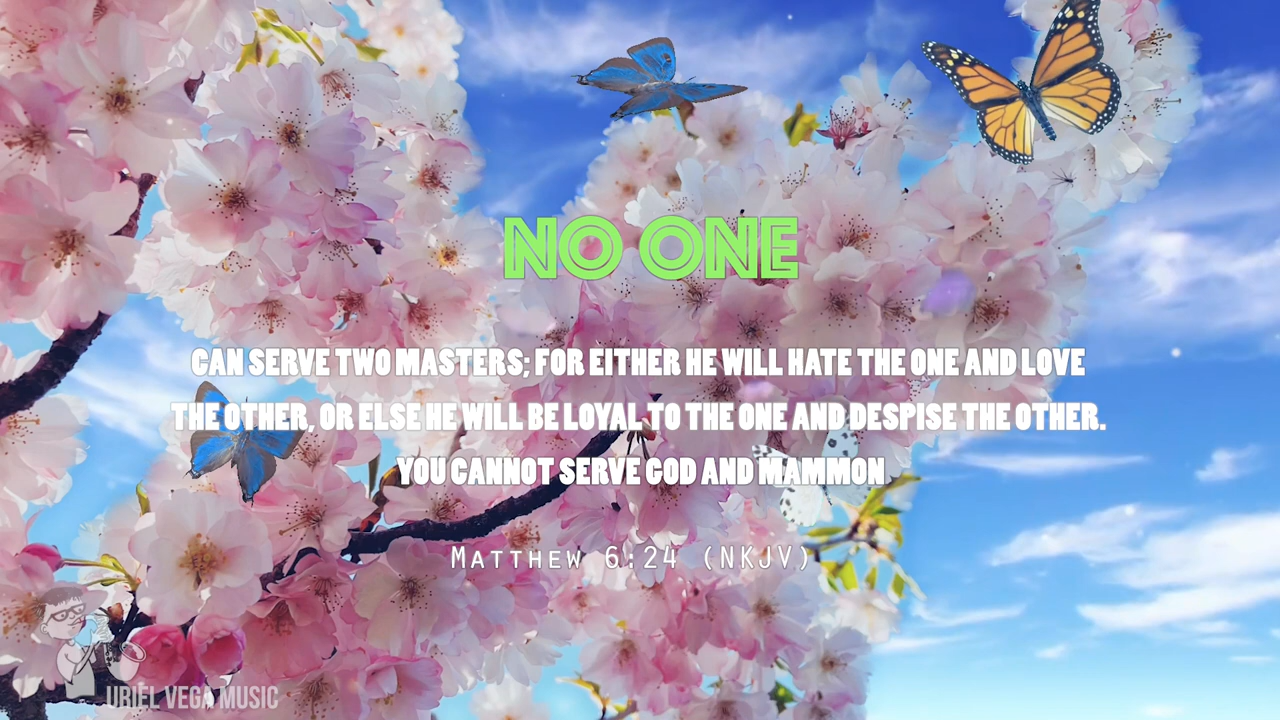 NO ONE
CAN SERVE TWO MASTERS; FOR EITHER HE WILL HATE THE ONE AND LOVE
THE OTHER, OR ELSE HE WILL BE LOYAL TO THE ONE AND DESPISE THE OTHER.
YOU CANNOT SERVE GOD AND MAMMON
Matthew 6:24 (NKJV)
URIEL VEGA MUSIC